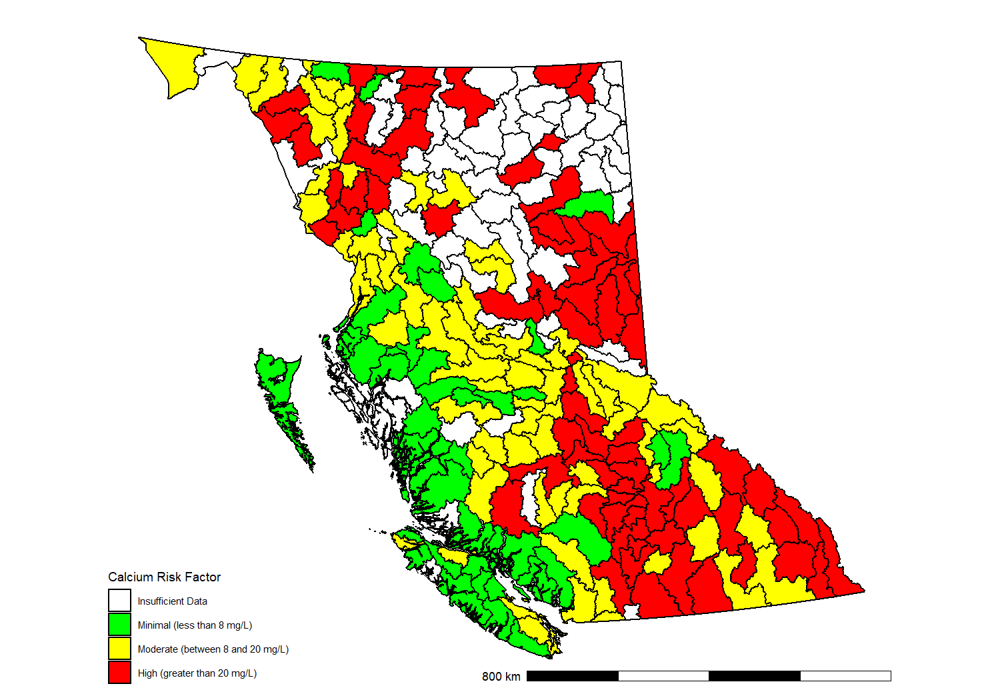 Calcium Risk Factor
Insufficient Data
Minimal (less than 8 mg/L)
Moderate (between 8 and 20 mg/L)
High (greater than 20 mg/L)
800 km